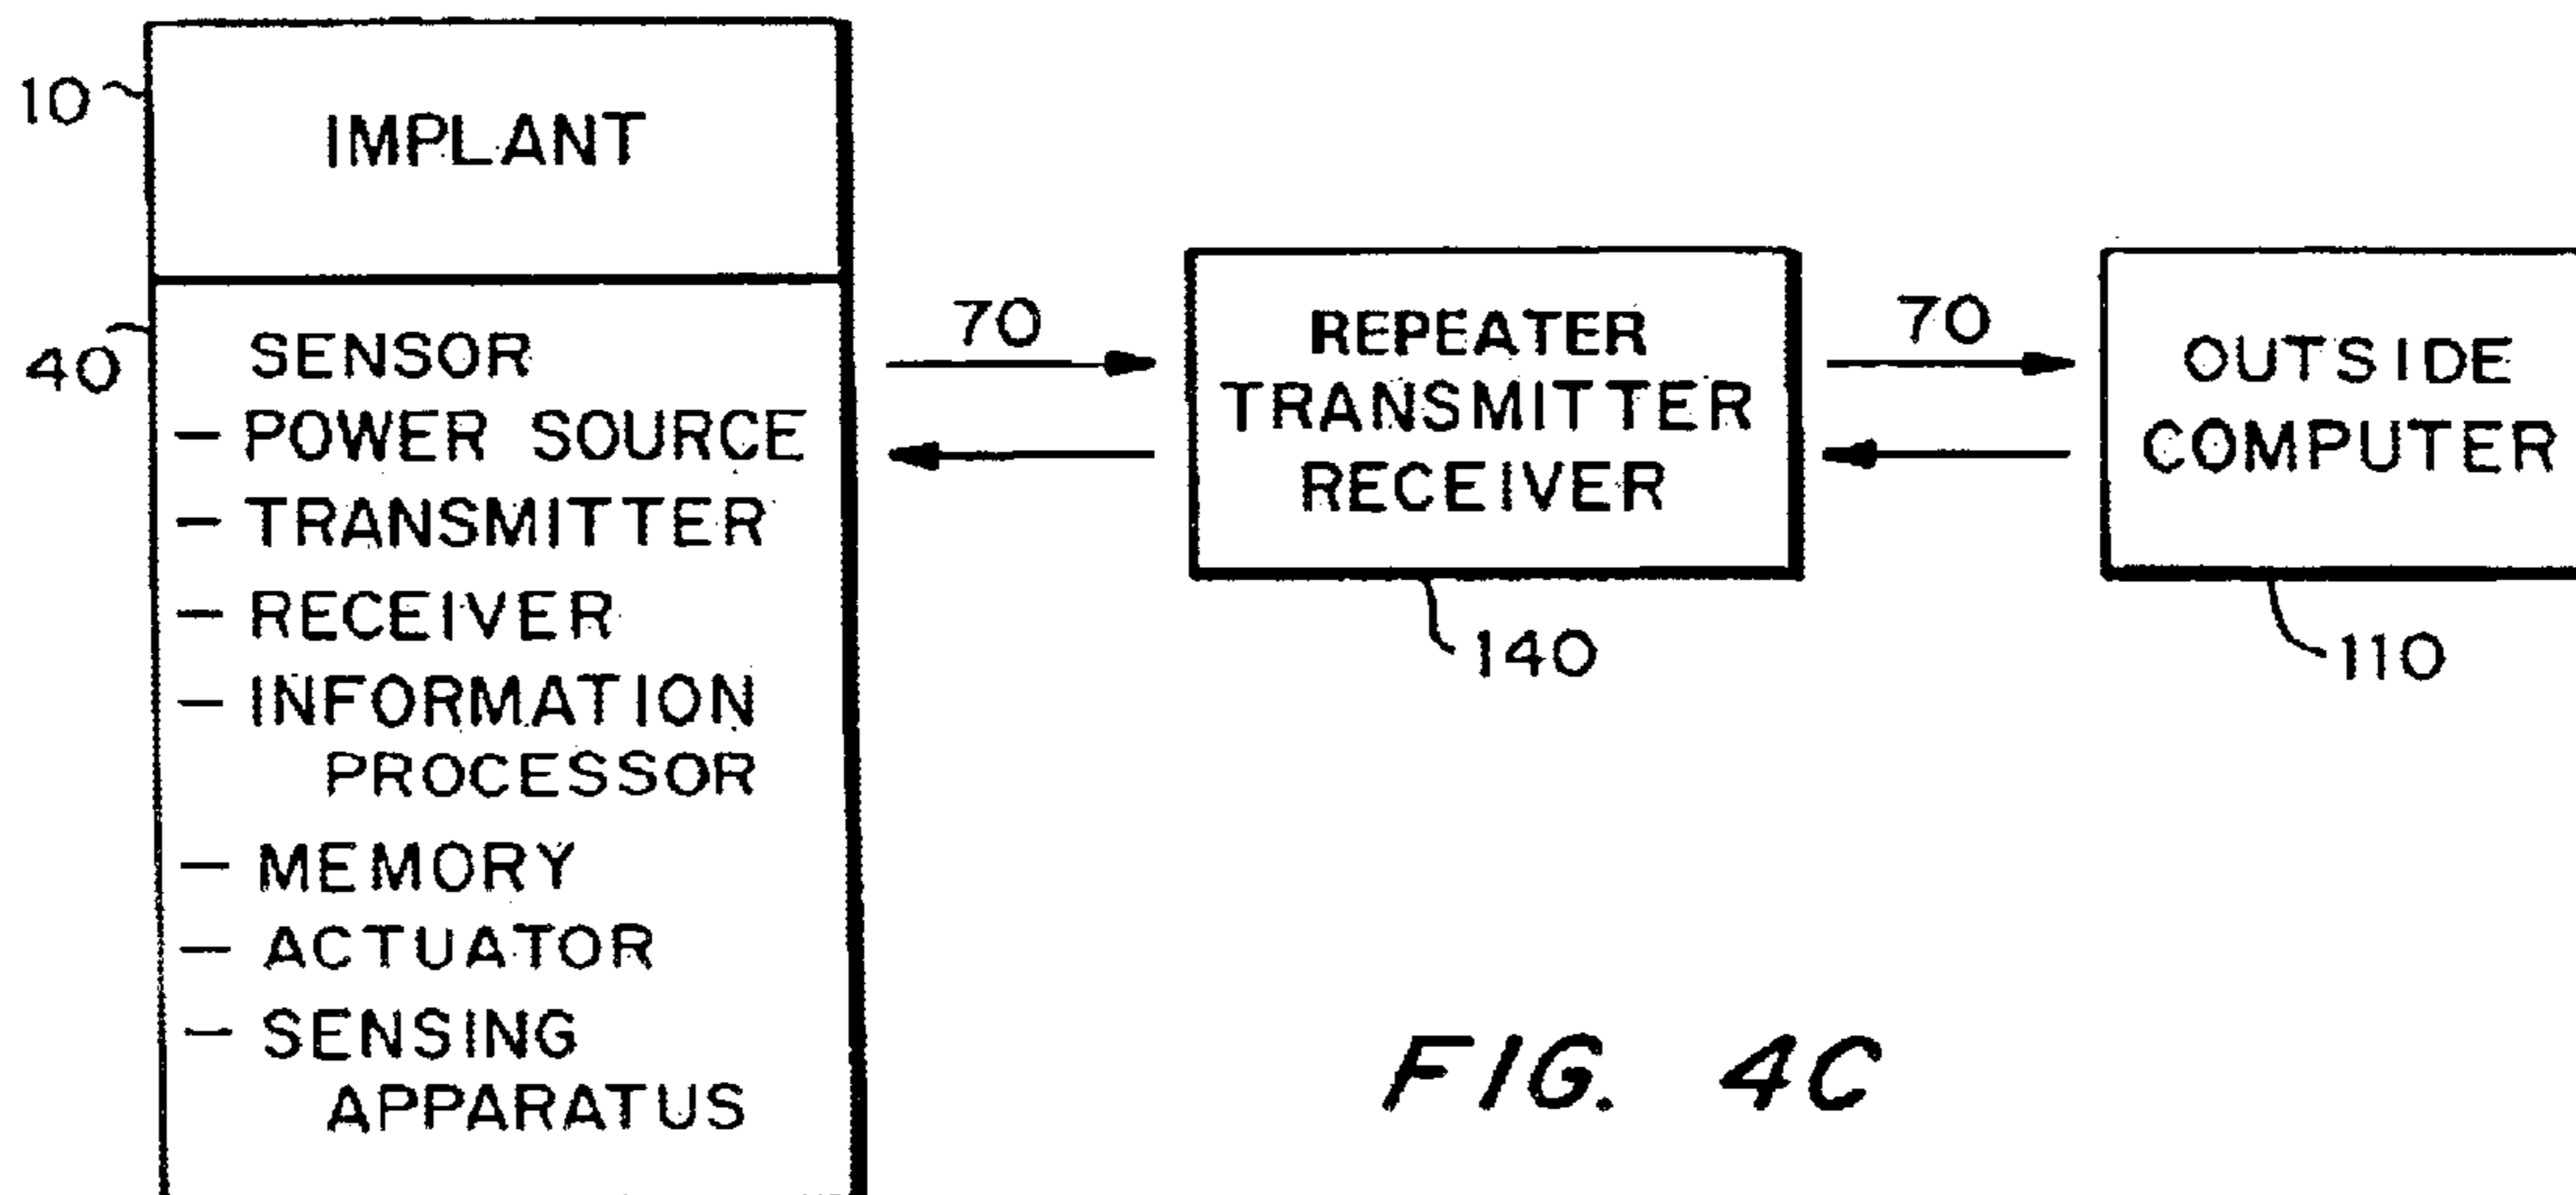 10
IMPLANT
40
SENSOR
- POWER SOURCE
- TRANSMITTER
- RECEIVER
- INFORMATION
PROCESSOR
- MEMORY
- ACTUATOR
- SENSING
APPARATUS
70
REPEATER
TRANSMITTER
RECEIVER
140
70
OUTSIDE
COMPUTER
110
FIG. 4C